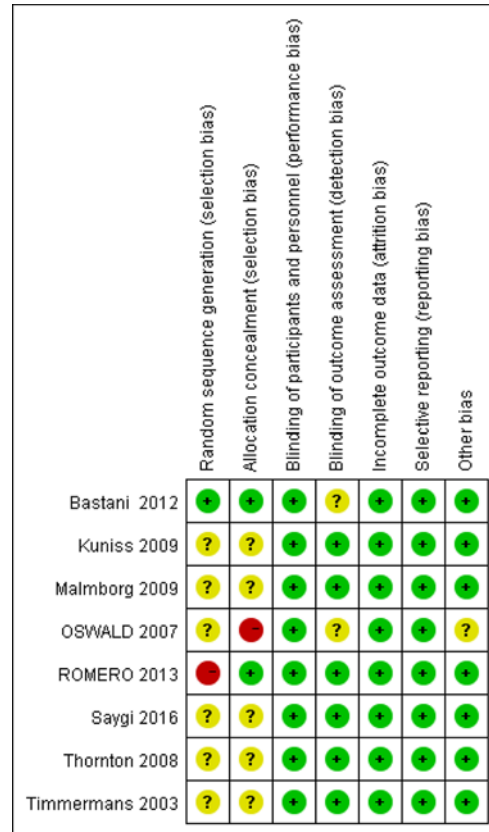 Random sequence generation (selection bias)
Allocation concealment (selection bias)
Blinding of participants and personnel (performance bias)
Blinding of outcome assessment (detection bias)
Incomplete outcome data (attrition bias)
Selective reporting (reporting bias)
Other bias
Bastani 2012 + + + ? + + +
Kuniss 2009 ? ? + + + + +
Malmborg 2009 ? ? + + + + +
OSWALD 2007 ? - + ? + + ?
ROMERO 2013 - + + + + + +
Saygi 2016 ? ? + + + + +
Thornton 2008 ? ? + + + + +
Timmermans 2003 ? ? + + + + +